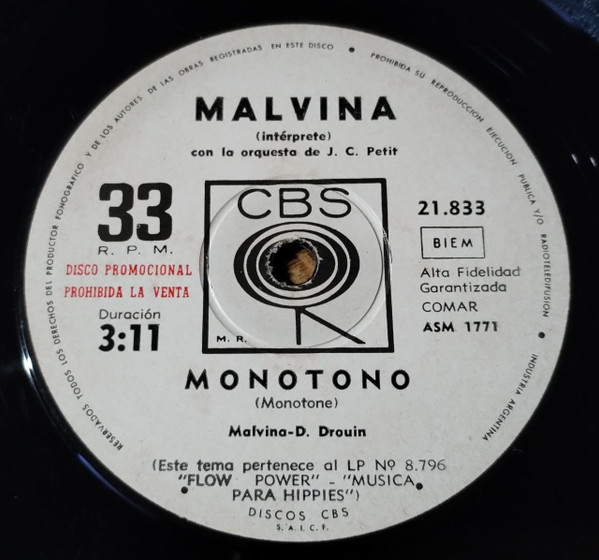 RESERVADOS TODOS LOS DERECHOS DEL PRODUCTOR FONOGRAFICO Y DE LOS AUTORES DE LAS OBRAS REGISTRADAS EN ESTE DISCO • PROHIBIDA SU REPRODUCCION EJECUCION PUBLICA Y/O RADIOTELEDIFUSION • INDUSTRIA ARGENTINA
MALVINA
(intérprete)
con la orquesta de J. C. Petit
33
R. P. M.
DISCO PROMOCIONAL
PROHIBIDA LA VENTA
Duración
3:11
CBS
R
M. R.
21.833
BIEM
Alta Fidelidad
Garantizada
COMAR
ASM 1771
MONOTONO
(Monotone)
Malvina-D. Drouin
(Este tema pertenece al LP Nº 8.796
"FLOW POWER" - "MUSICA
PARA HIPPIES")
DISCOS CBS
S. A. I. C. F.